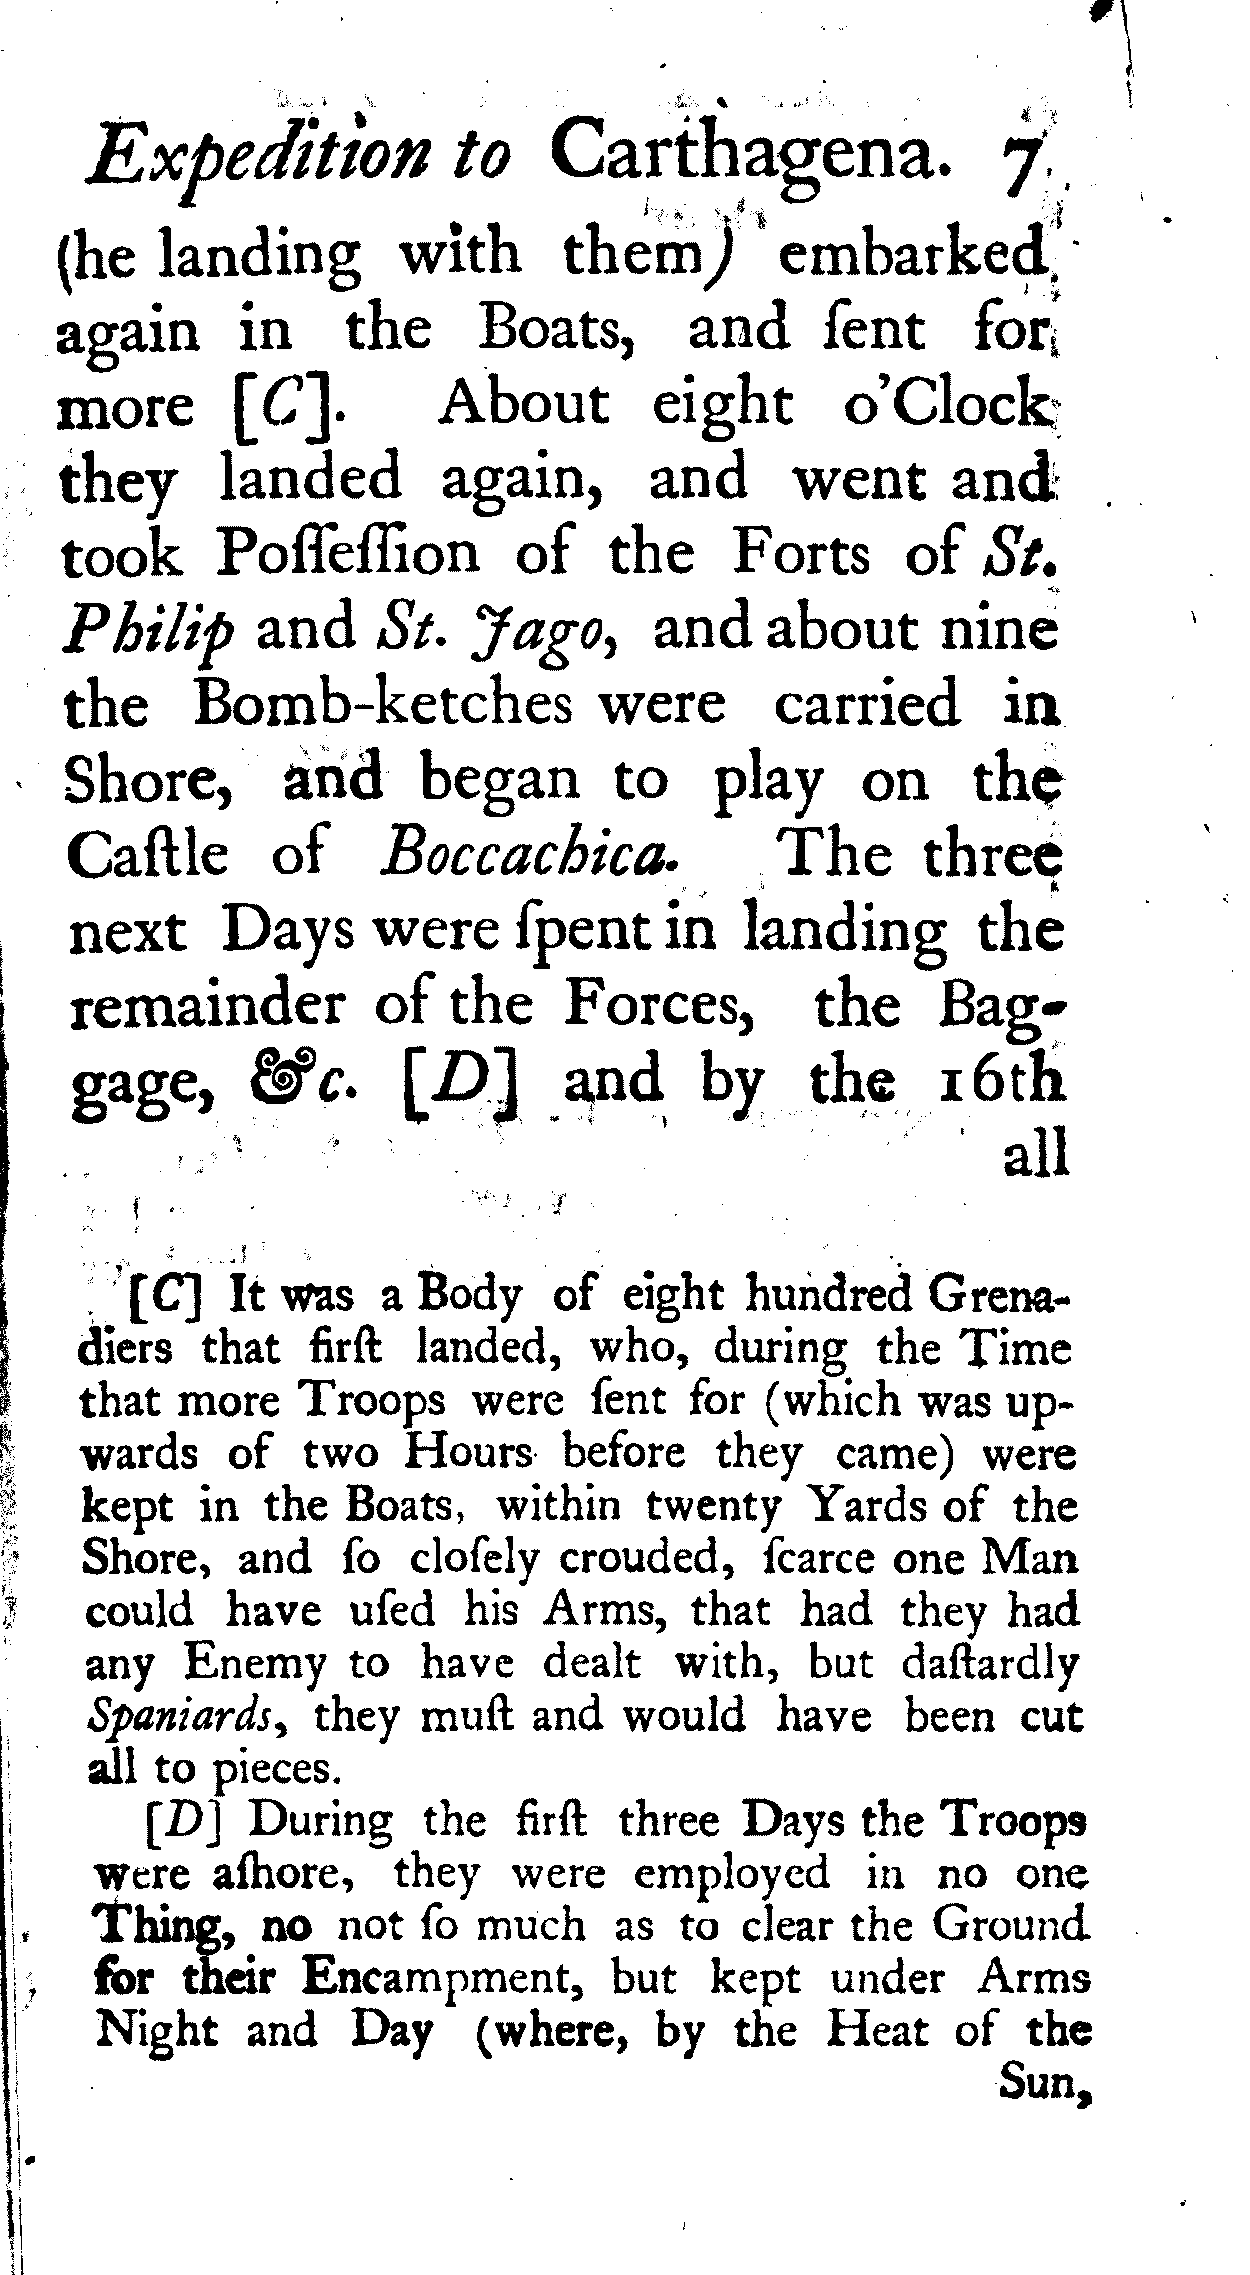 Expedition to Carthagena. 7
(he landing with them) embarked
again in the Boats, and ſent for
more [C]. About eight o'Clock
they landed again, and went and
took Poſſeſſion of the Forts of St.
Philip and St. Jago, and about nine
the Bomb-ketches were carried in
Shore, and began to play on the
Caſtle of Boccachica. The three
next Days were ſpent in landing the
remainder of the Forces, the Bag-
gage, &c. [D] and by the 16th
all
[C] It was a Body of eight hundred Grena-
diers that firſt landed, who, during the Time
that more Troops were ſent for (which was up-
wards of two Hours before they came) were
kept in the Boats, within twenty Yards of the
Shore, and ſo cloſely crouded, ſcarce one Man
could have uſed his Arms, that had they had
any Enemy to have dealt with, but daſtardly
Spaniards, they muſt and would have been cut
all to pieces.
[D] During the firſt three Days the Troops
were aſhore, they were employed in no one
Thing, no not ſo much as to clear the Ground
for their Encampment, but kept under Arms
Night and Day (where, by the Heat of the
Sun,